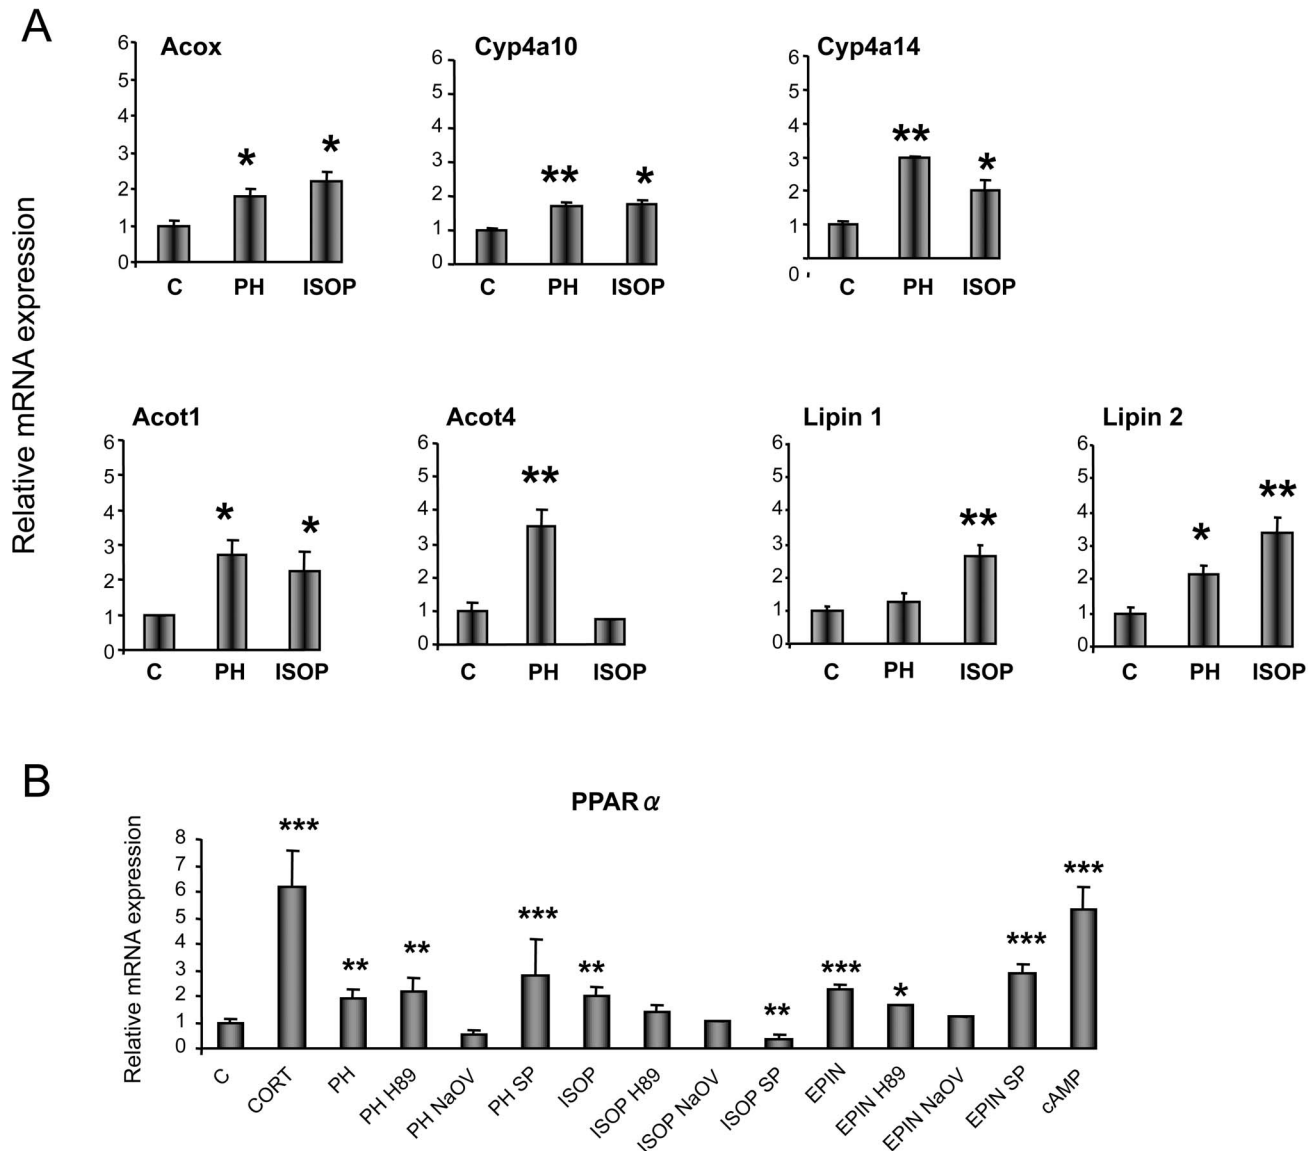 A
Relative mRNA expression
Acox
6
5
4
3
2
1
0
*
*
C PH ISOP
Cyp4a10
6
5
4
3
2
1
0
**
*
C PH ISOP
Cyp4a14
6
5
4
3
2
1
0
**
*
C PH ISOP
Acot1
6
5
4
3
2
1
0
*
*
C PH ISOP
Acot4
6
5
4
3
2
1
0
**
C PH ISOP
Lipin 1
6
5
4
3
2
1
0
**
C PH ISOP
Lipin 2
6
5
4
3
2
1
0
*
**
C PH ISOP
B
PPAR α
Relative mRNA expression
8
7
6
5
4
3
2
1
0
***
**
**
***
**
**
***
*
***
***
C
CORT
PH
PH H89
PH NaOV
PH SP
ISOP
ISOP H89
ISOP NaOV
ISOP SP
EPIN
EPIN H89
EPIN NaOV
EPIN SP
cAMP